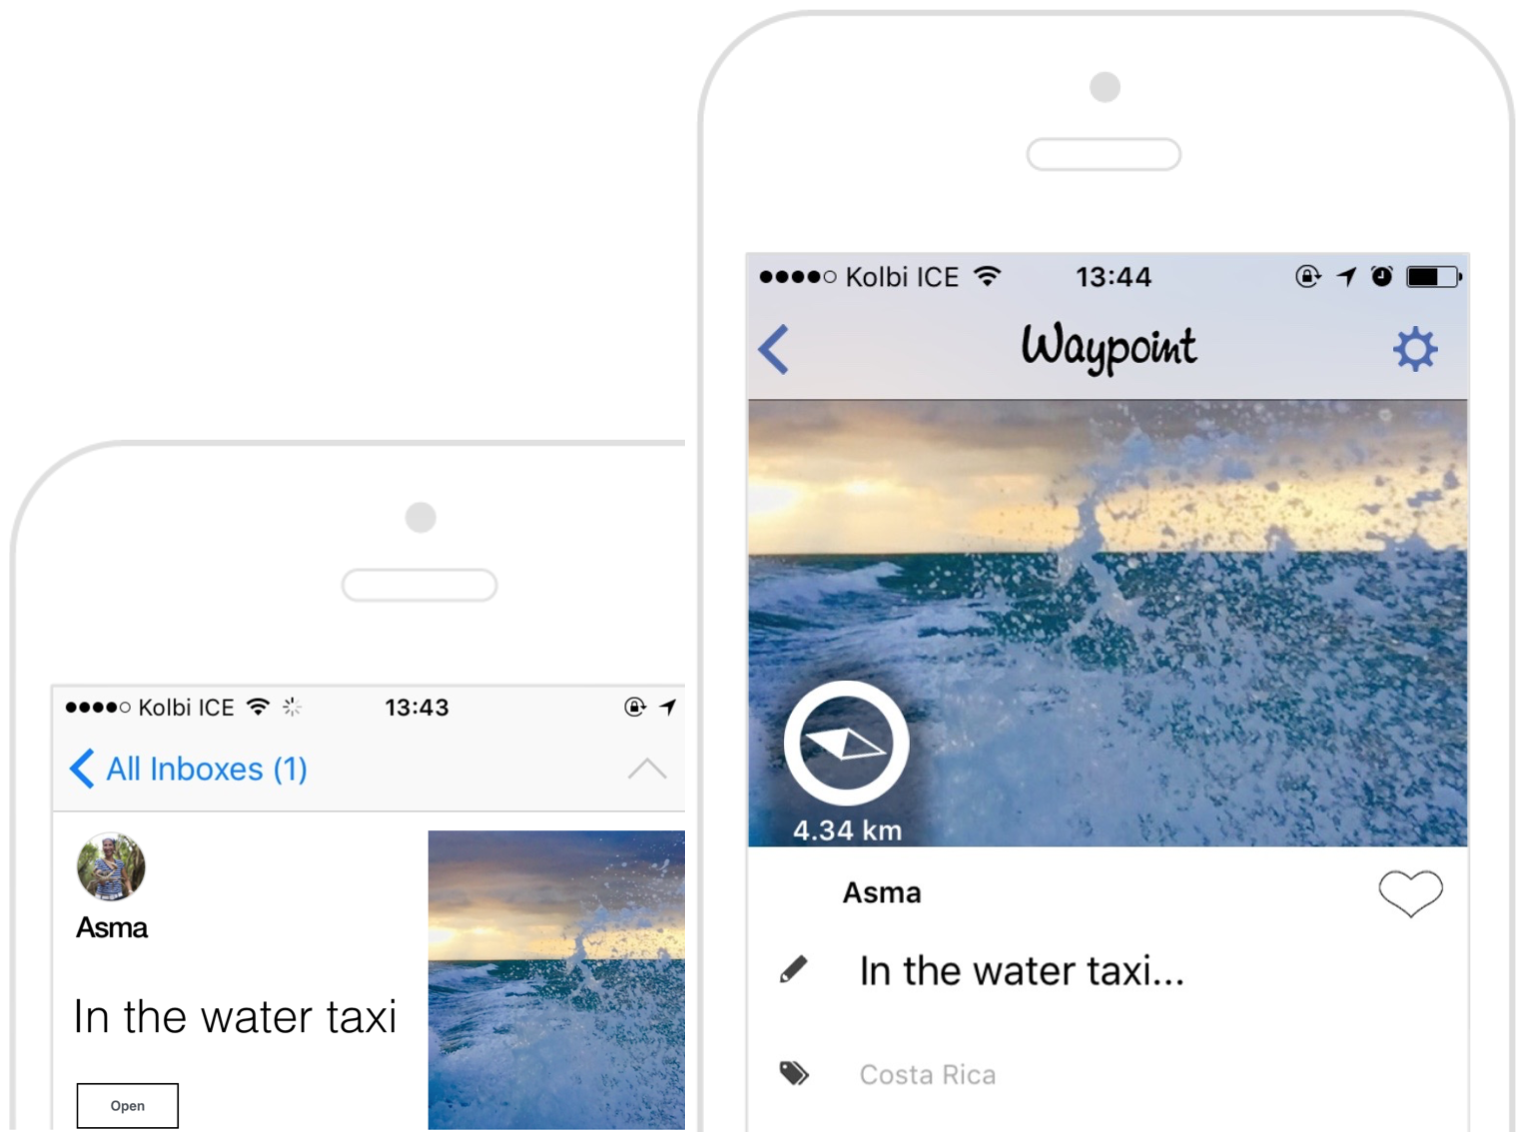 Kolbi ICE 13:43
All Inboxes (1)
Asma
In the water taxi
Open
Kolbi ICE 13:44
Waypoint
4.34 km
Asma
In the water taxi...
Costa Rica